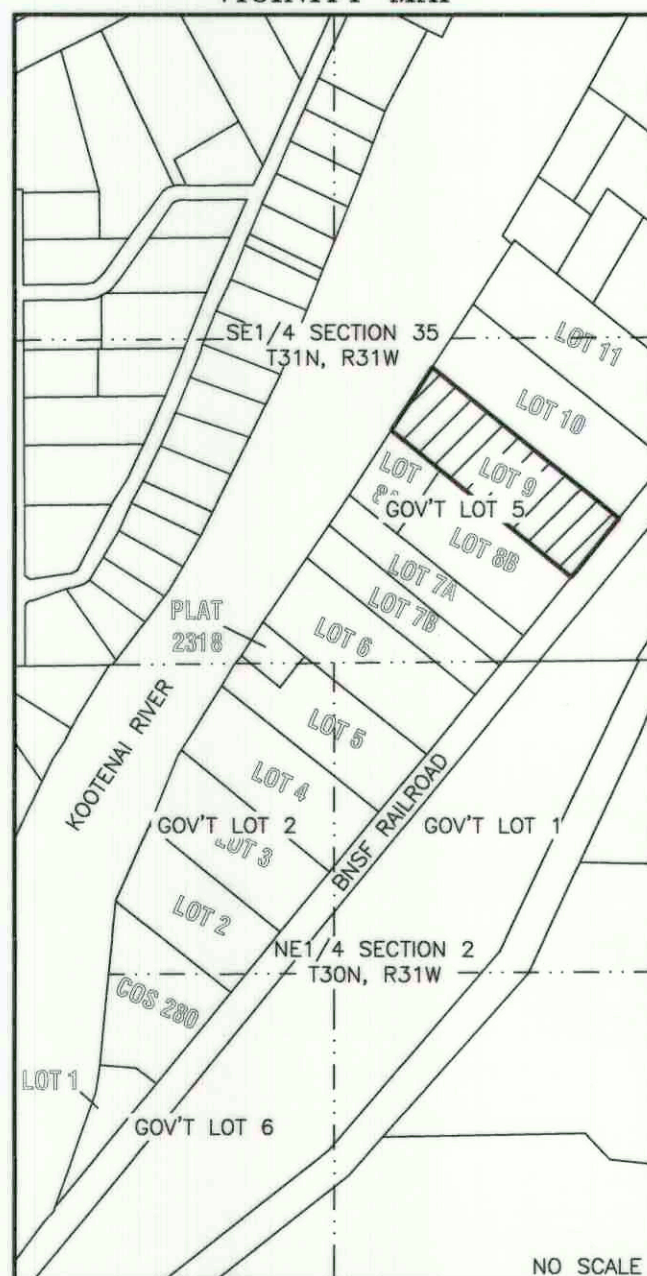 SE1/4 SECTION 35
T31N, R31W
LOT 11
LOT 10
LOT 9
LOT
GOV'T LOT 5
LOT 8B
LOT 7A
LOT 7B
PLAT
2318
LOT 6
KOOTENAI RIVER
LOT 5
LOT 4
BNSF RAILROAD
GOV'T LOT 2
GOV'T LOT 1
LOT 3
LOT 2
NE1/4 SECTION 2
T30N, R31W
COS 280
LOT 1
GOV'T LOT 6
NO SCALE